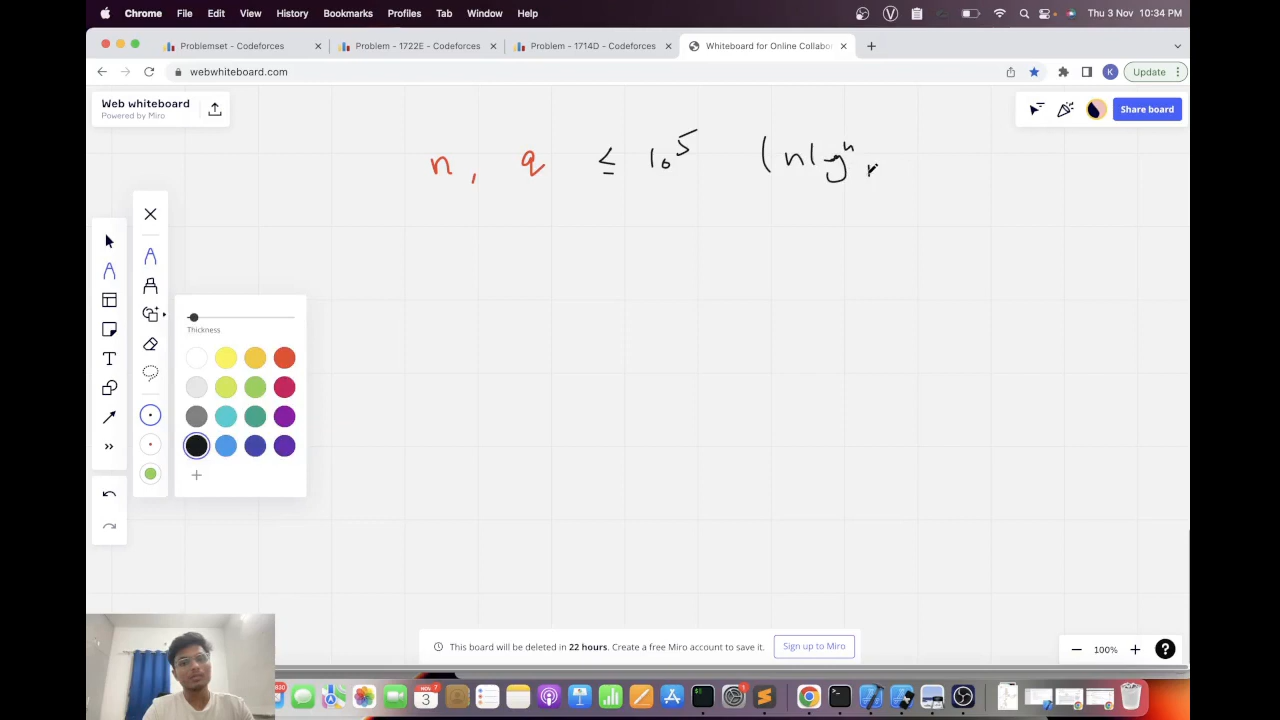 Chrome File Edit View History Bookmarks Profiles Tab Window Help Thu 3 Nov 10:34 PM
Problemset - Codeforces Problem - 1722E - Codeforces Problem - 1714D - Codeforces Whiteboard for Online Collabor
webwhiteboard.com K Update
Web whiteboard
Powered by Miro
Share board
n, q ≤ 10^5 (nlg^n
Thickness
This board will be deleted in 22 hours. Create a free Miro account to save it. Sign up to Miro
100% ?
NOV
3